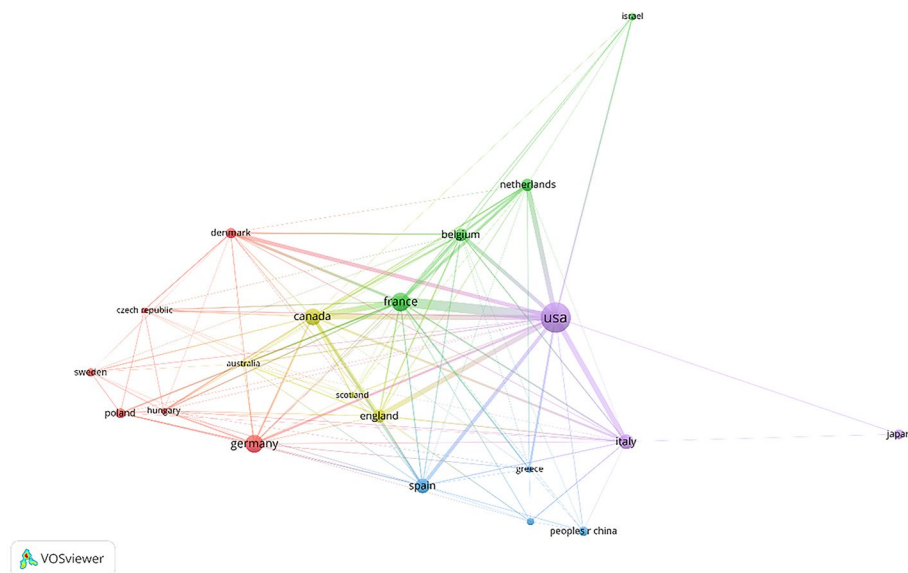 israel
netherlands
denmark
belgium
france
czech republic
canada
usa
australia
sweden
scotland
poland
hungary
england
germany
italy
japan
greece
spain
peoples r china
VOSviewer